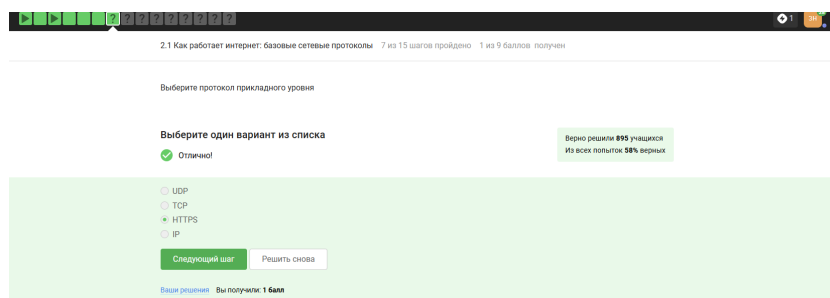 ? ? ? ? ? ? ? ? ?
1
ЗН
2.1 Как работает интернет: базовые сетевые протоколы 7 из 15 шагов пройдено 1 из 9 баллов получен
Выберите протокол прикладного уровня
Выберите один вариант из списка
Верно решили 895 учащихся
Из всех попыток 58% верных
Отлично!
UDP
TCP
HTTPS
IP
Следующий шаг Решить снова
Ваши решения Вы получили: 1 балл